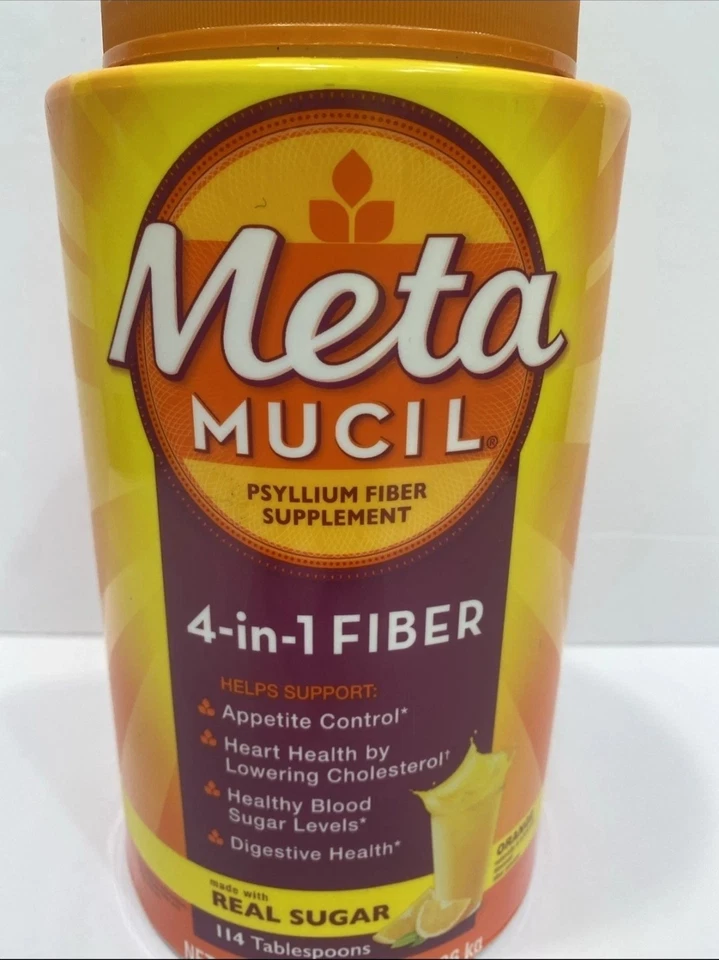 Meta
MUCIL®
PSYLLIUM FIBER
SUPPLEMENT
4-in-1 FIBER
HELPS SUPPORT:
Appetite Control*
Heart Health by
Lowering Cholesterol†
Healthy Blood
Sugar Levels*
Digestive Health*
made with
REAL SUGAR
114 Tablespoons
kg